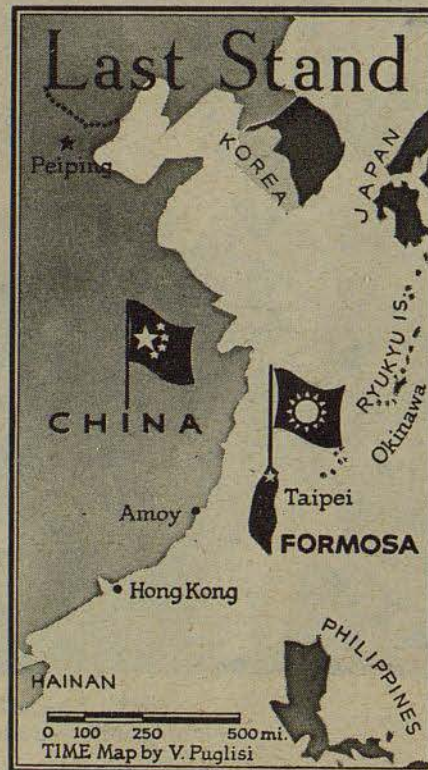 Last Stand
Peiping
KOREA
JAPAN
RYUKYU IS.
Okinawa
CHINA
Taipei
Amoy
FORMOSA
Hong Kong
PHILIPPINES
HAINAN
0 100 250 500 mi.
TIME Map by V. Puglisi